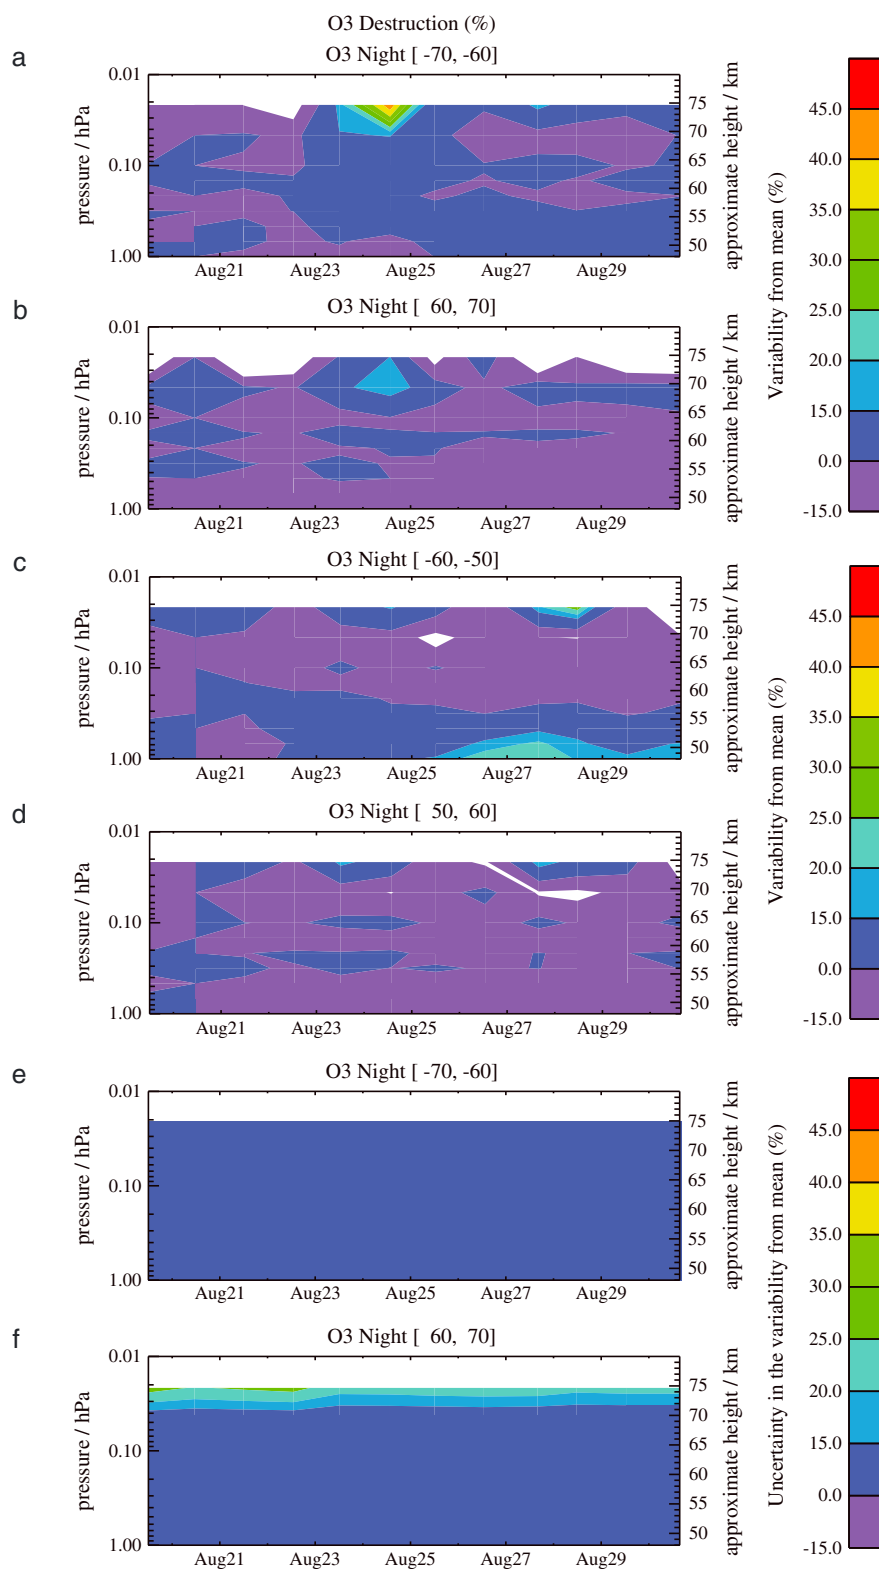 O3 Destruction (%)
a
O3 Night [ -70, -60]
0.01
0.10
1.00
pressure / hPa
75
70
65
60
55
50
approximate height / km
Aug21 Aug23 Aug25 Aug27 Aug29
b
O3 Night [ 60, 70]
0.01
0.10
1.00
pressure / hPa
75
70
65
60
55
50
approximate height / km
Aug21 Aug23 Aug25 Aug27 Aug29
45.0
40.0
35.0
30.0
25.0
20.0
15.0
0.0
-15.0
Variability from mean (%)
c
O3 Night [ -60, -50]
0.01
0.10
1.00
pressure / hPa
75
70
65
60
55
50
approximate height / km
Aug21 Aug23 Aug25 Aug27 Aug29
d
O3 Night [ 50, 60]
0.01
0.10
1.00
pressure / hPa
75
70
65
60
55
50
approximate height / km
Aug21 Aug23 Aug25 Aug27 Aug29
45.0
40.0
35.0
30.0
25.0
20.0
15.0
0.0
-15.0
Variability from mean (%)
e
O3 Night [ -70, -60]
0.01
0.10
1.00
pressure / hPa
75
70
65
60
55
50
approximate height / km
Aug21 Aug23 Aug25 Aug27 Aug29
f
O3 Night [ 60, 70]
0.01
0.10
1.00
pressure / hPa
75
70
65
60
55
50
approximate height / km
Aug21 Aug23 Aug25 Aug27 Aug29
45.0
40.0
35.0
30.0
25.0
20.0
15.0
0.0
-15.0
Uncertainty in the variability from mean (%)